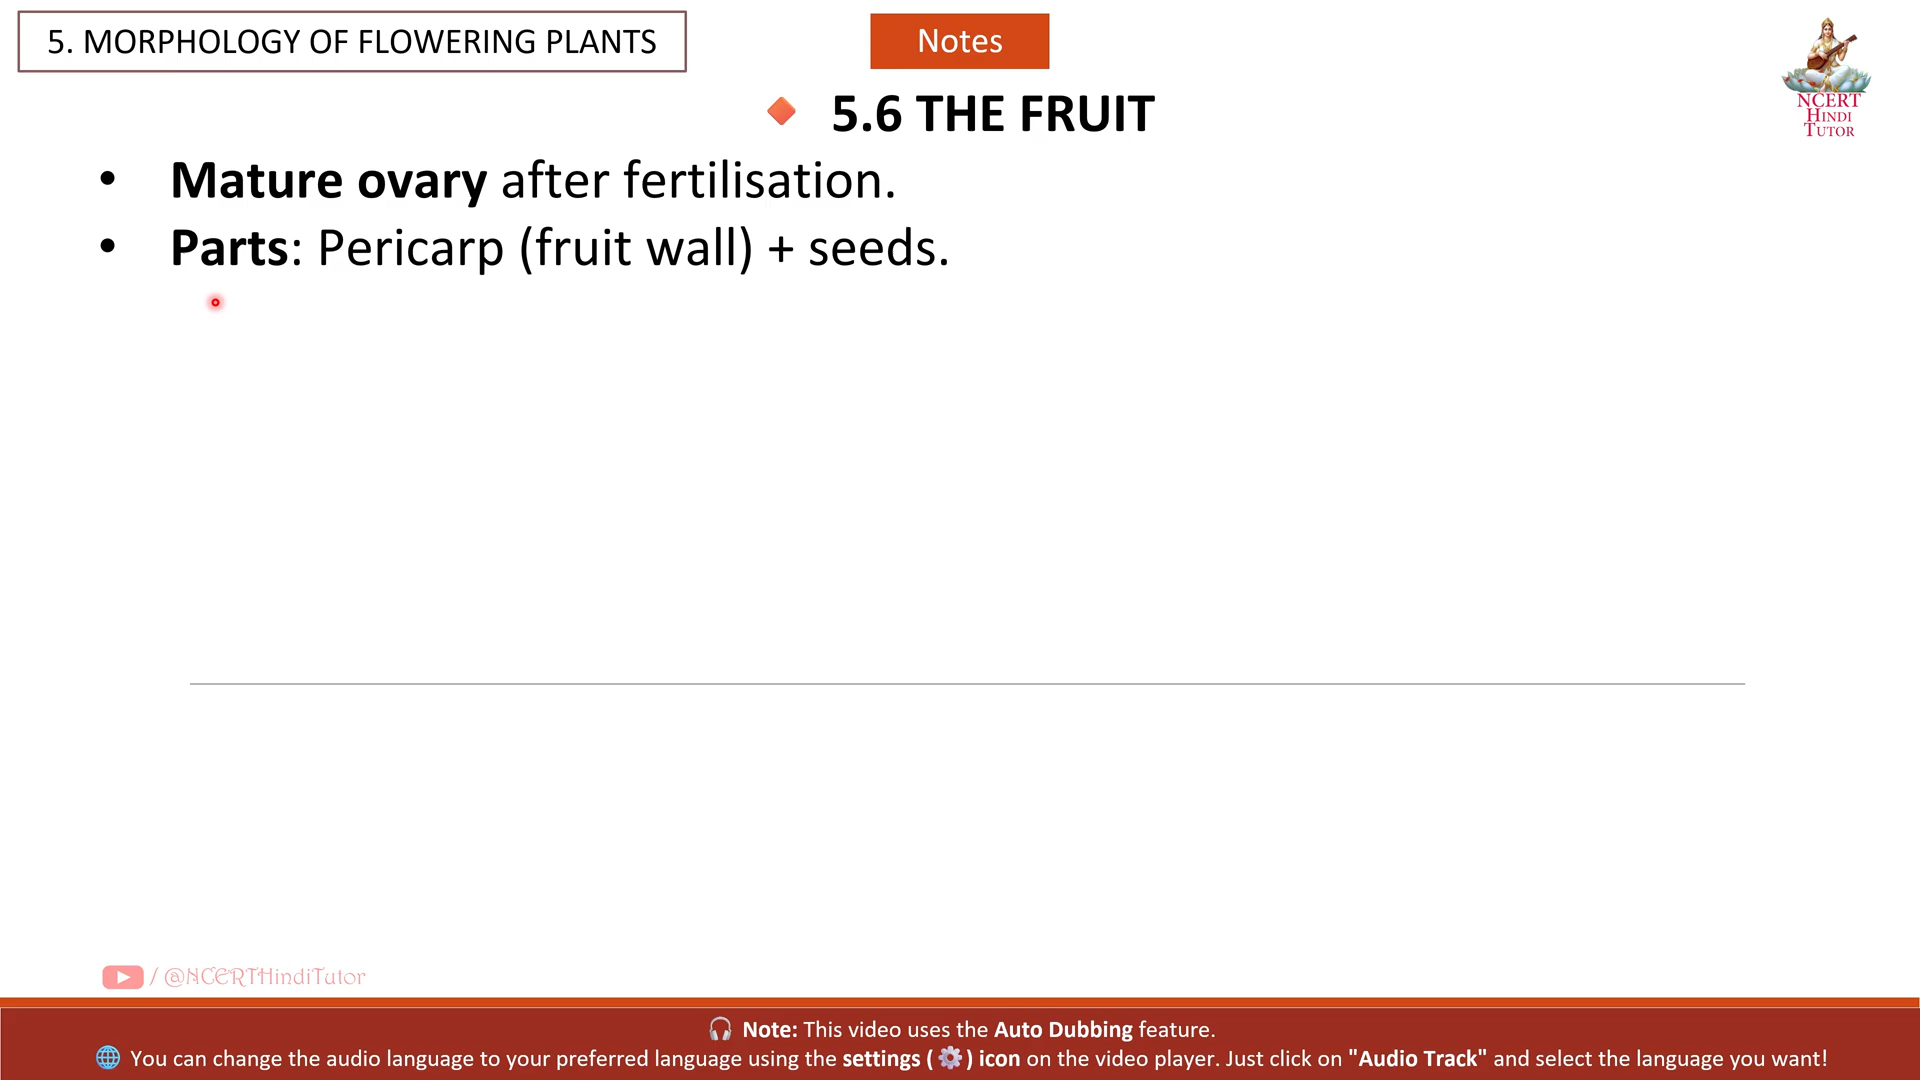 5. MORPHOLOGY OF FLOWERING PLANTS
Notes
NCERT
HINDI
TUTOR
5.6 THE FRUIT
• Mature ovary after fertilisation.
• Parts: Pericarp (fruit wall) + seeds.
/ @NCERTHindiTutor
Note: This video uses the Auto Dubbing feature.
You can change the audio language to your preferred language using the settings ( ⚙ ) icon on the video player. Just click on "Audio Track" and select the language you want!